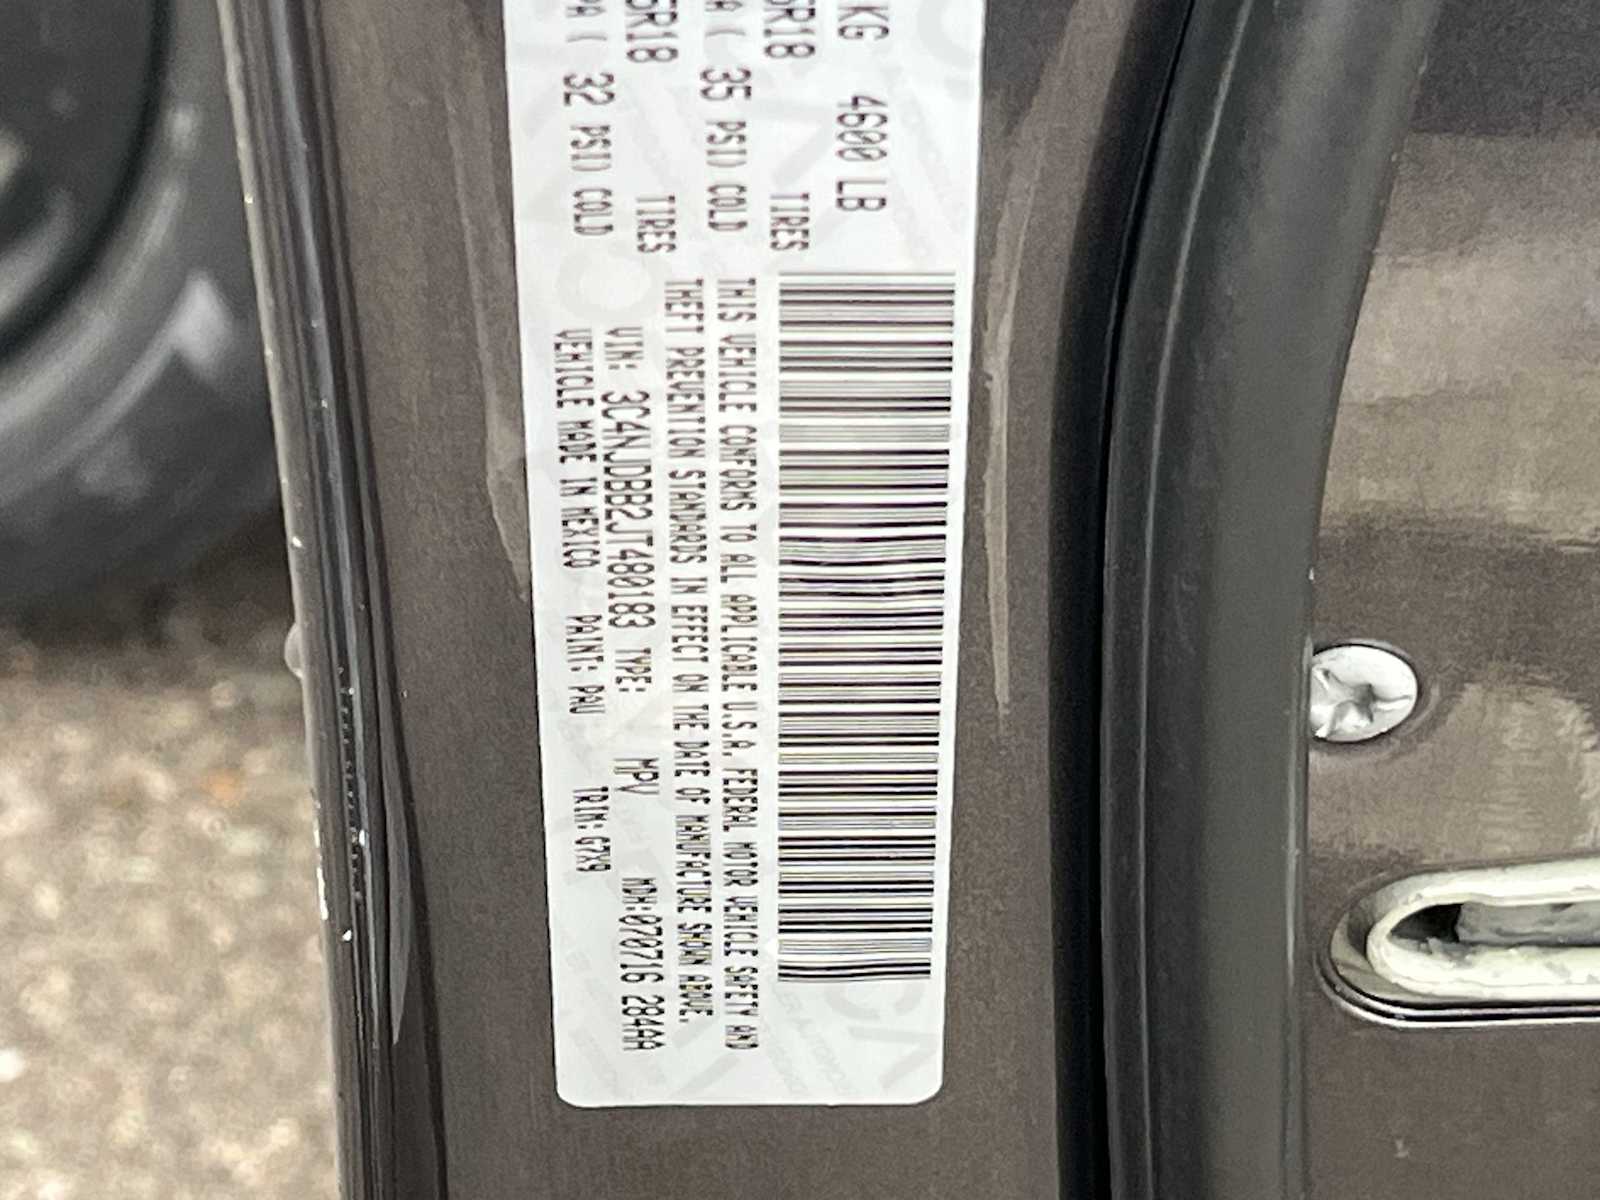 KG 4600 LB
5R18 TIRES
35 PSI) COLD
5R18 TIRES
32 PSI) COLD
THIS VEHICLE CONFORMS TO ALL APPLICABLE U.S.A. FEDERAL MOTOR VEHICLE SAFETY AND
THEFT PREVENTION STANDARDS IN EFFECT ON THE DATE OF MANUFACTURE SHOWN ABOVE.
VIN: 3C4NJDBB2JT480183 TYPE: MPV MDH:070716 284AA
VEHICLE MADE IN MEXICO PAINT: PAU TRIM: G7X9